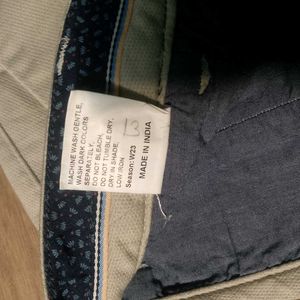 MACHINE WASH GENTLE,
WASH DARK COLORS
SEPARATELY,
DO NOT BLEACH,
DO NOT TUMBLE DRY,
DRY IN SHADE,
LOW IRON
Season: W23
MADE IN INDIA